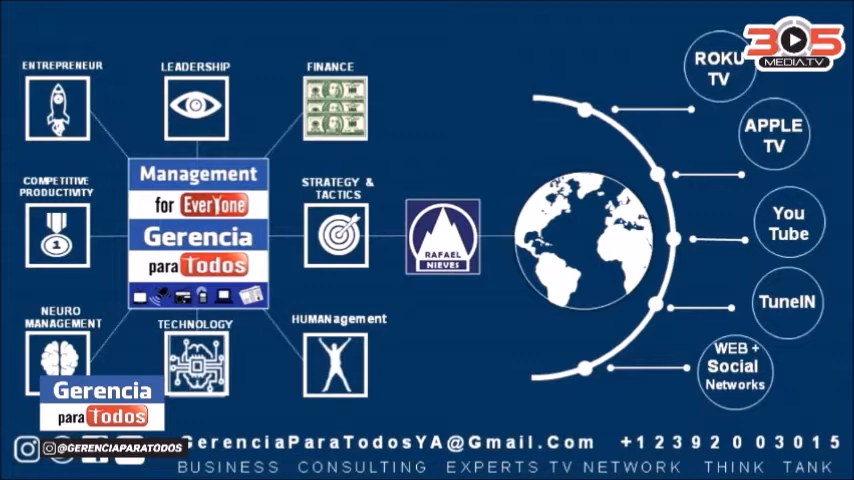 305
MEDIA.TV
ENTREPRENEUR
LEADERSHIP
FINANCE
ROKU
TV
APPLE
TV
Management
for EverYone
Gerencia
para Todos
COMPETITIVE
PRODUCTIVITY
1
STRATEGY &
TACTICS
RAFAEL
NIEVES
You
Tube
TuneIN
NEURO
MANAGEMENT
TECHNOLOGY
HUMANagement
WEB +
Social
Networks
Gerencia
para Todos
@GERENCIAPARATODOS
GerenciaParaTodosYA@Gmail.Com +12392003015
BUSINESS CONSULTING EXPERTS TV NETWORK THINK TANK